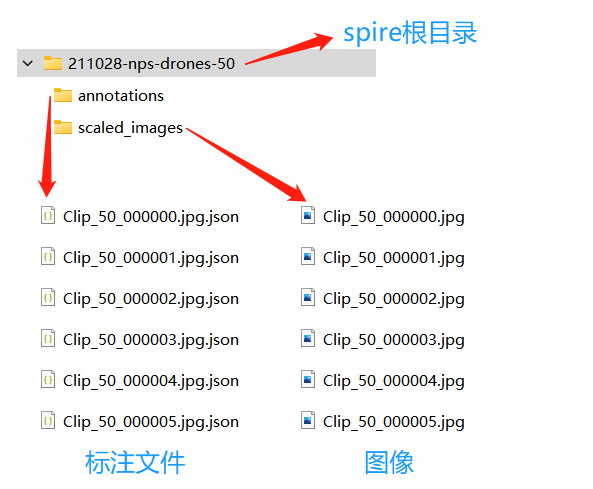 spire根目录
211028-nps-drones-50
annotations
scaled_images
Clip_50_000000.jpg.json Clip_50_000000.jpg
Clip_50_000001.jpg.json Clip_50_000001.jpg
Clip_50_000002.jpg.json Clip_50_000002.jpg
Clip_50_000003.jpg.json Clip_50_000003.jpg
Clip_50_000004.jpg.json Clip_50_000004.jpg
Clip_50_000005.jpg.json Clip_50_000005.jpg
标注文件 图像